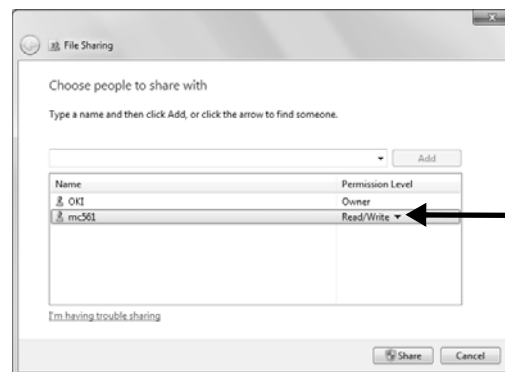 File Sharing
Choose people to share with
Type a name and then click Add, or click the arrow to find someone.
Add
Name Permission Level
OKI Owner
mc561 Read/Write
I'm having trouble sharing
Share Cancel